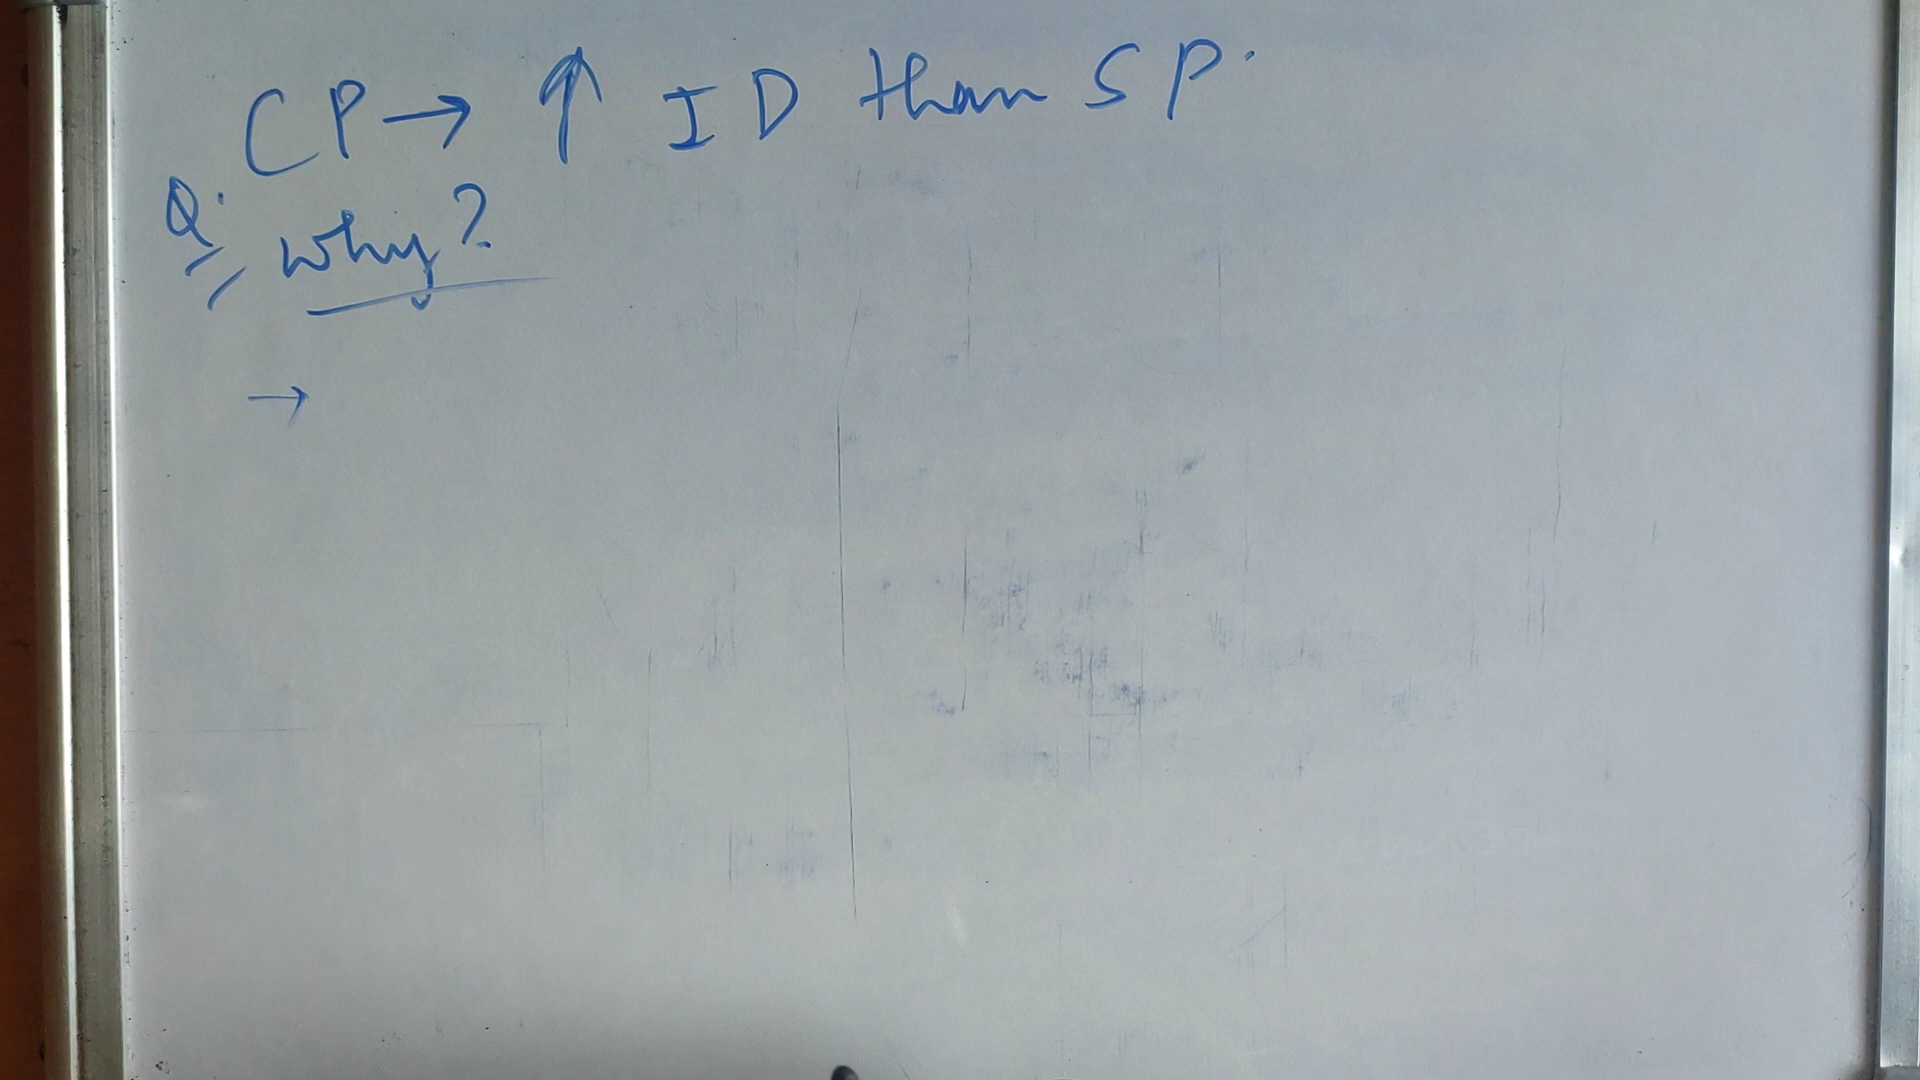 CP → ↑ ID than SP.
Q. Why?
→